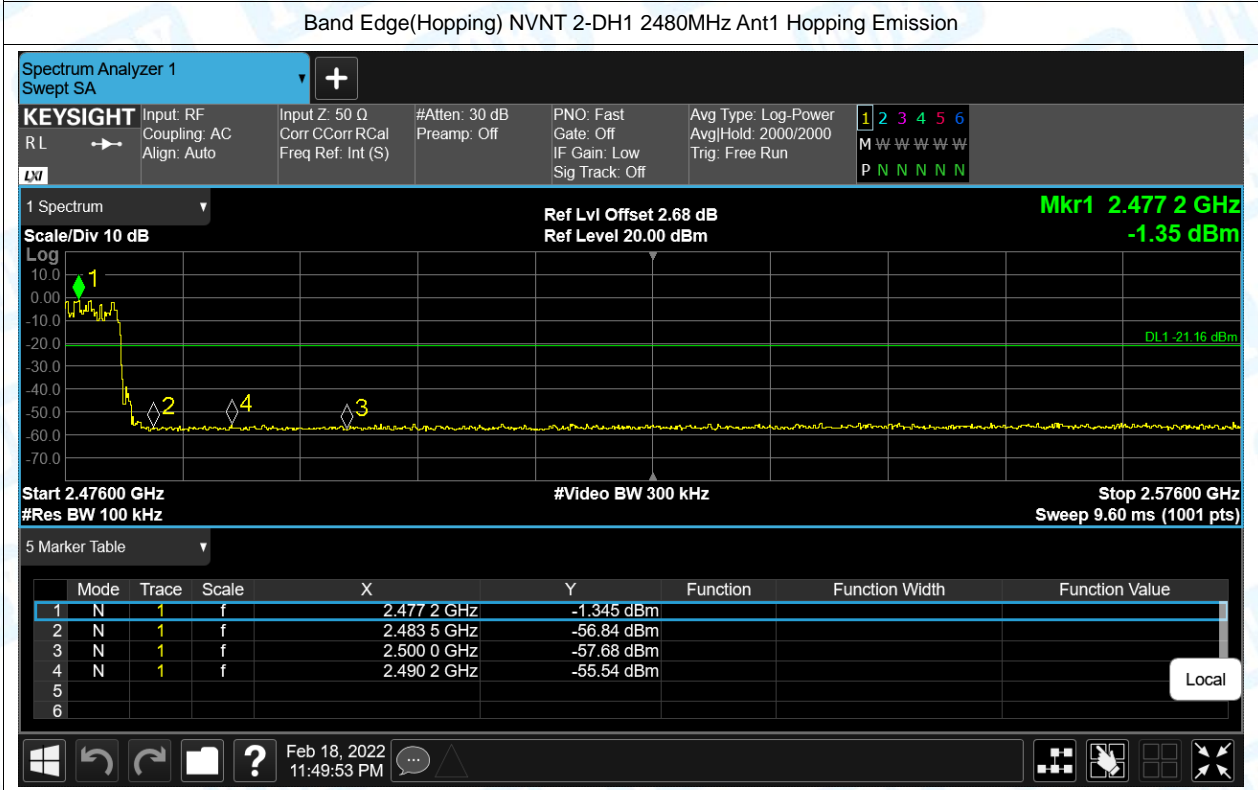 Band Edge(Hopping) NVNT 2-DH1 2480MHz Ant1 Hopping Emission
Spectrum Analyzer 1
Swept SA
KEYSIGHT Input: RF Input Z: 50 Ω #Atten: 30 dB PNO: Fast Avg Type: Log-Power 1 2 3 4 5 6
R L Coupling: AC Corr CCorr RCal Preamp: Off Gate: Off Avg|Hold: 2000/2000 M W W W W W
Align: Auto Freq Ref: Int (S) IF Gain: Low Trig: Free Run
LXI Sig Track: Off P N N N N N
1 Spectrum Ref Lvl Offset 2.68 dB Mkr1 2.477 2 GHz
Scale/Div 10 dB Ref Level 20.00 dBm -1.35 dBm
Log
10.0 1
0.00
-10.0
-20.0 DL1 -21.16 dBm
-30.0
-40.0
-50.0 2 4 3
-60.0
-70.0
Start 2.47600 GHz #Video BW 300 kHz Stop 2.57600 GHz
#Res BW 100 kHz Sweep 9.60 ms (1001 pts)
5 Marker Table
Mode Trace Scale X Y Function Function Width Function Value
1 N 1 f 2.477 2 GHz -1.345 dBm
2 N 1 f 2.483 5 GHz -56.84 dBm
3 N 1 f 2.500 0 GHz -57.68 dBm
4 N 1 f 2.490 2 GHz -55.54 dBm
5
6
Local
? Feb 18, 2022
11:49:53 PM